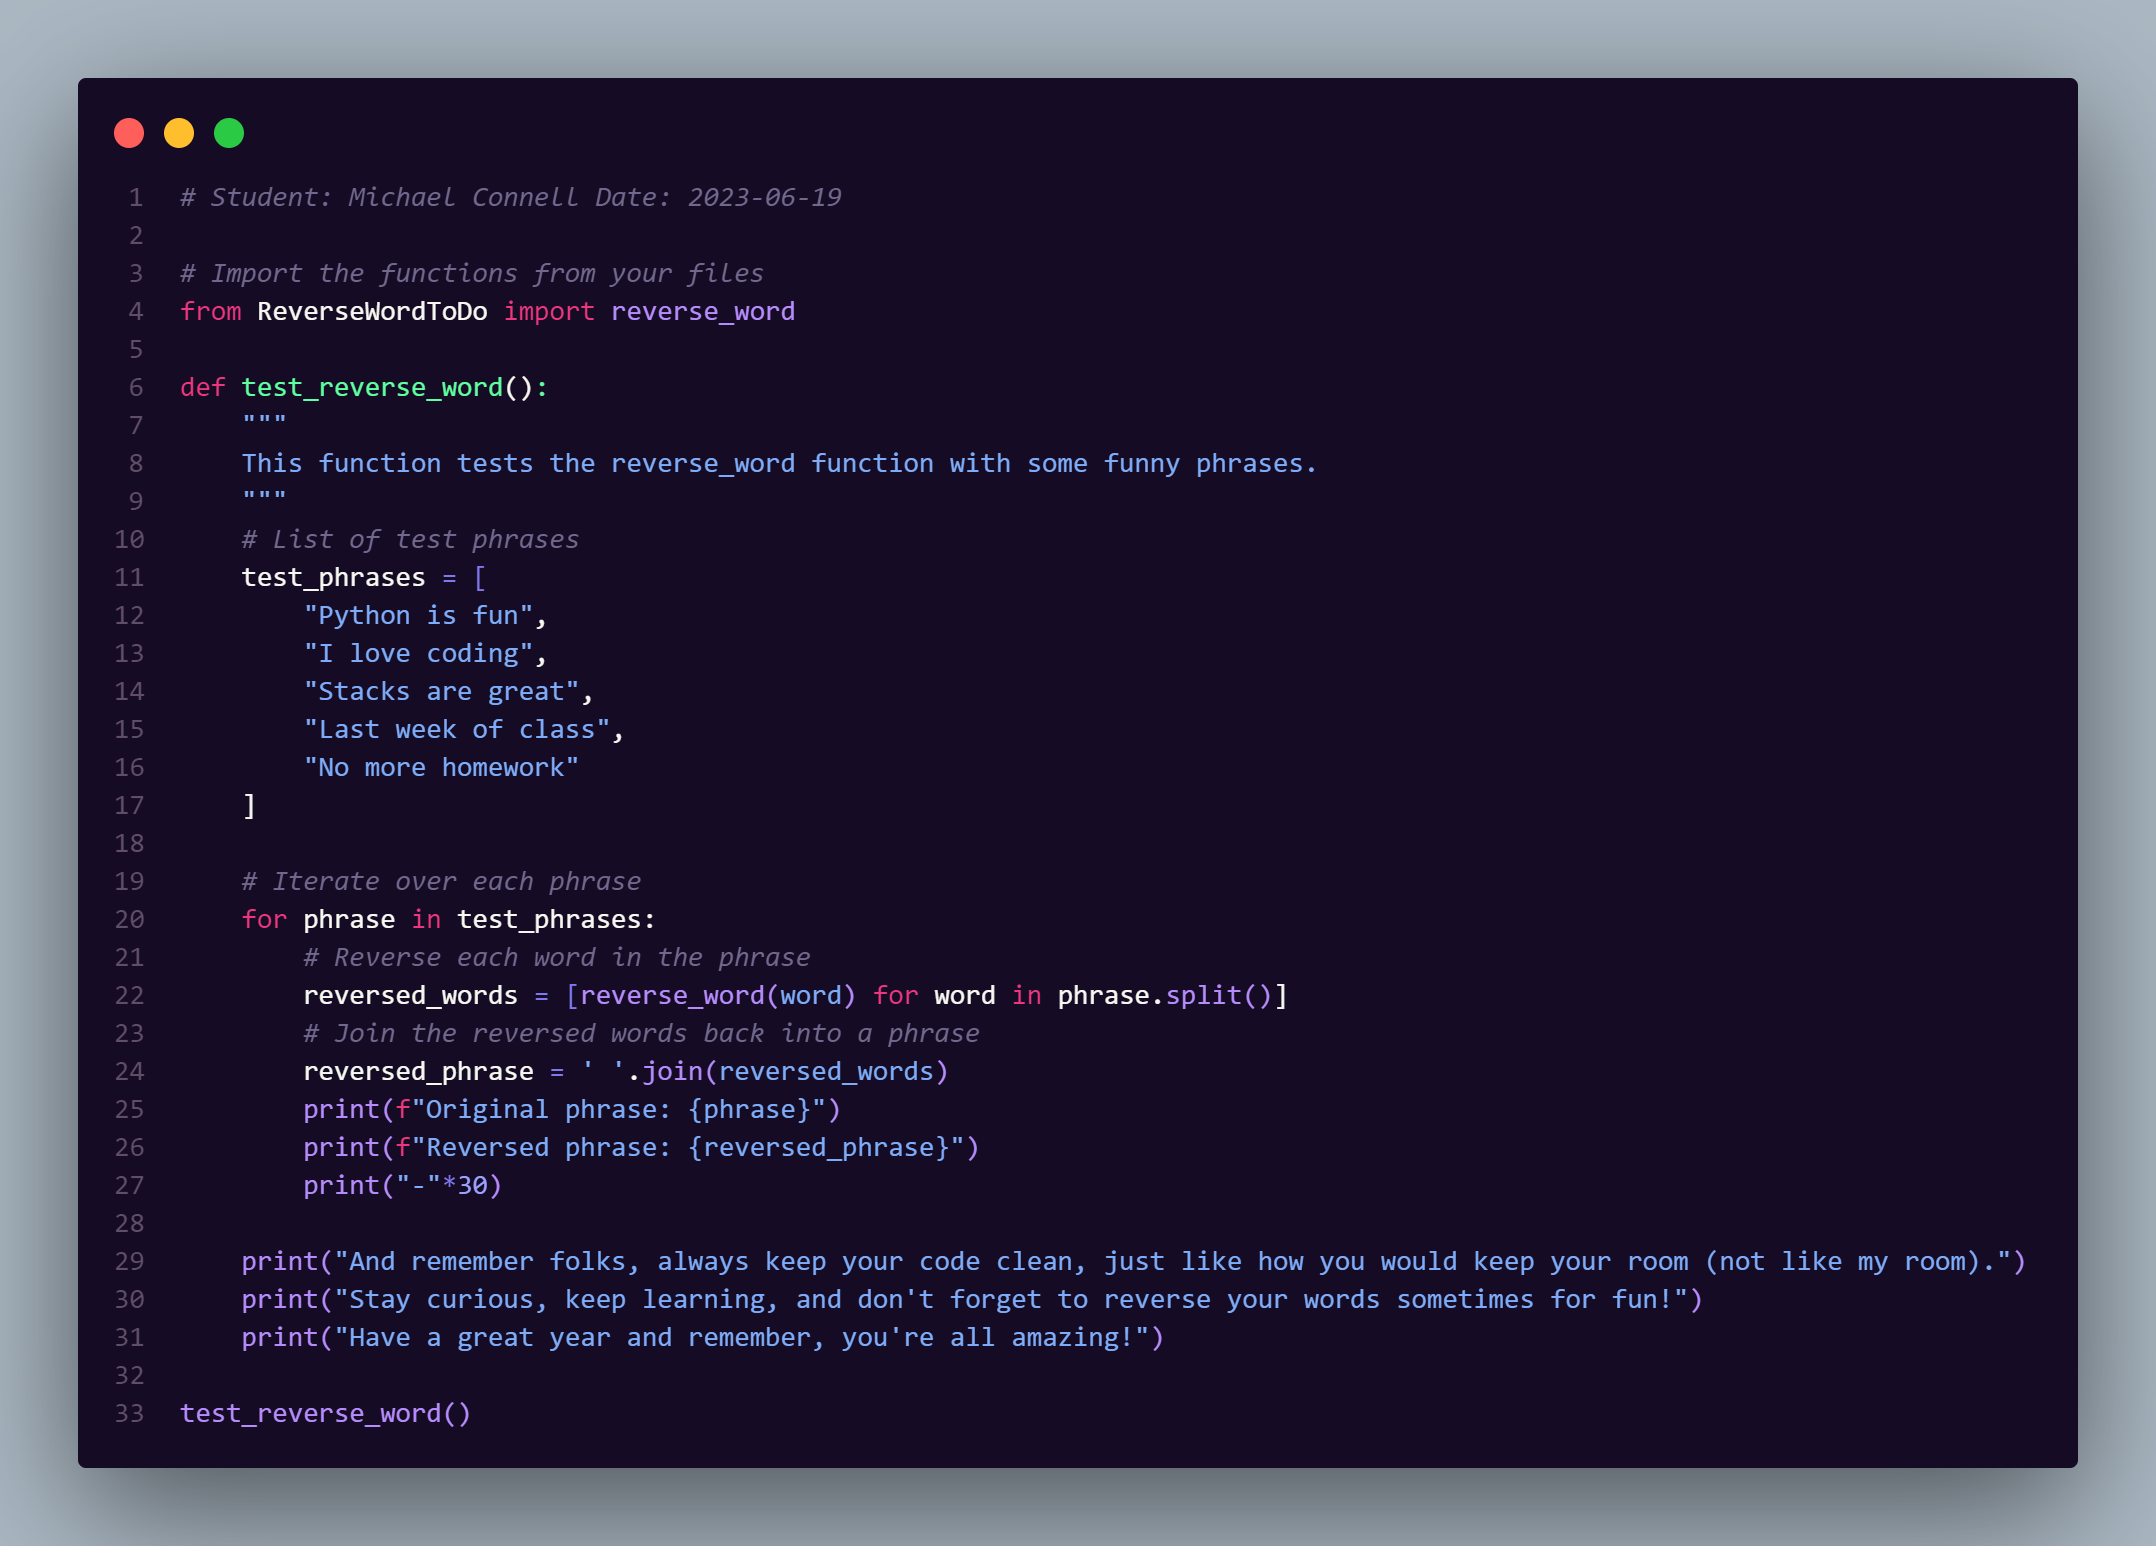 1 # Student: Michael Connell Date: 2023-06-19
2
3 # Import the functions from your files
4 from ReverseWordToDo import reverse_word
5
6 def test_reverse_word():
7     """
8     This function tests the reverse_word function with some funny phrases.
9     """
10     # List of test phrases
11     test_phrases = [
12         "Python is fun",
13         "I love coding",
14         "Stacks are great",
15         "Last week of class",
16         "No more homework"
17     ]
18
19     # Iterate over each phrase
20     for phrase in test_phrases:
21         # Reverse each word in the phrase
22         reversed_words = [reverse_word(word) for word in phrase.split()]
23         # Join the reversed words back into a phrase
24         reversed_phrase = ' '.join(reversed_words)
25         print(f"Original phrase: {phrase}")
26         print(f"Reversed phrase: {reversed_phrase}")
27         print("-"*30)
28
29     print("And remember folks, always keep your code clean, just like how you would keep your room (not like my room).")
30     print("Stay curious, keep learning, and don't forget to reverse your words sometimes for fun!")
31     print("Have a great year and remember, you're all amazing!")
32
33 test_reverse_word()